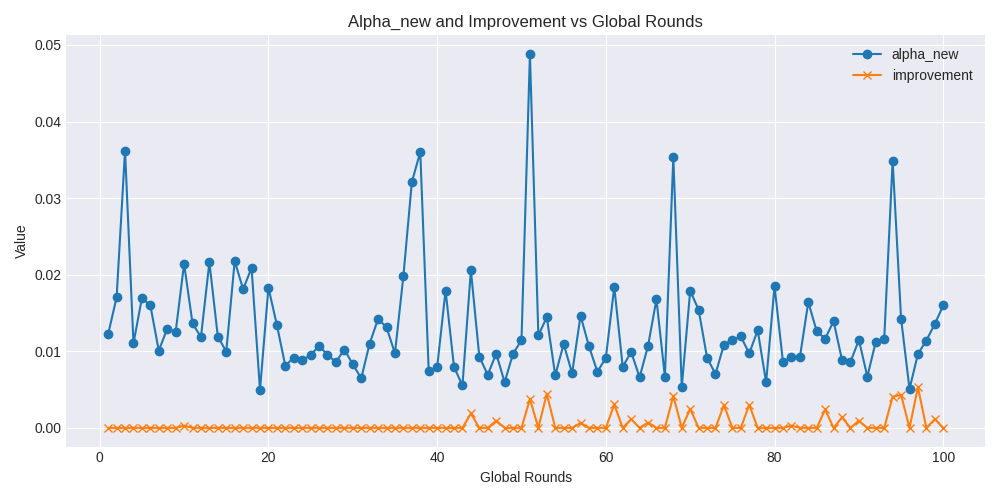 Alpha_new and Improvement vs Global Rounds
alpha_new
improvement
0.05
0.04
0.03
0.02
0.01
0.00
Value
0 20 40 60 80 100
Global Rounds